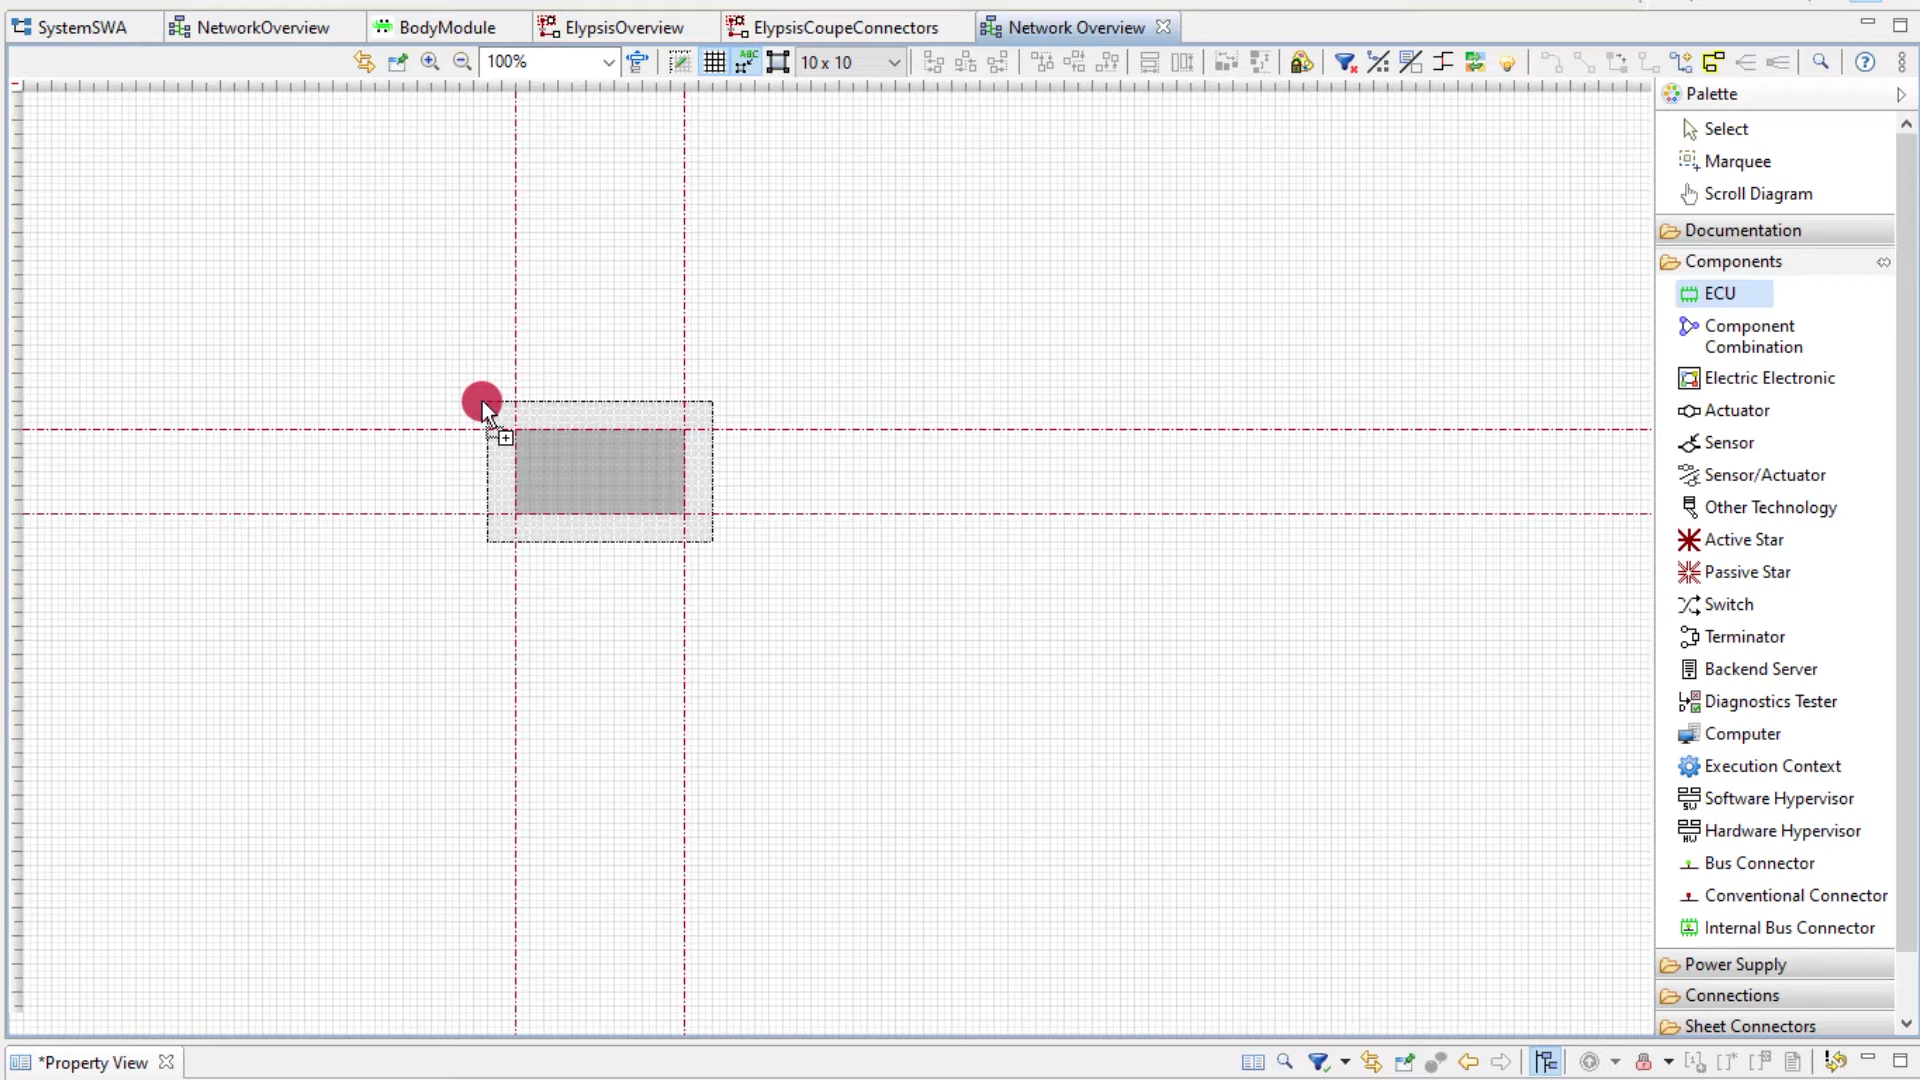 SystemSWA
NetworkOverview
BodyModule
ElypsisOverview
ElypsisCoupeConnectors
Network Overview
100%
ABC
10 x 10
Palette
Select
Marquee
Scroll Diagram
Documentation
Components
ECU
Component
Combination
Electric Electronic
Actuator
Sensor
Sensor/Actuator
Other Technology
Active Star
Passive Star
Switch
Terminator
Backend Server
Diagnostics Tester
Computer
Execution Context
Software Hypervisor
Hardware Hypervisor
Bus Connector
Conventional Connector
Internal Bus Connector
Power Supply
Connections
Sheet Connectors
*Property View